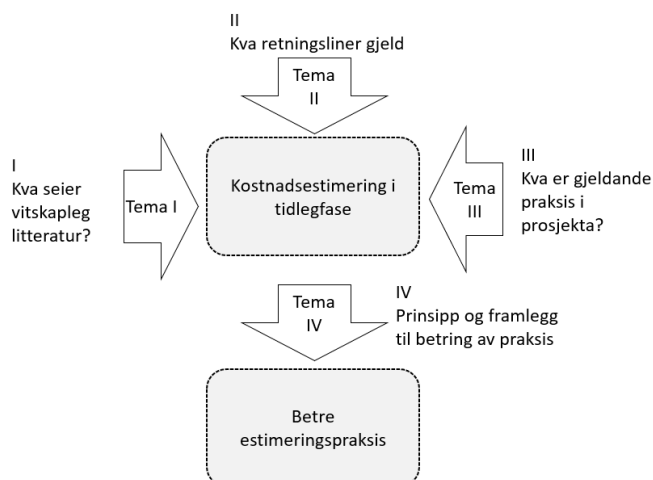 II
Kva retningsliner gjeld
Tema
II
I
Kva seier
vitskapleg
litteratur?
Tema I
Kostnadsestimering i
tidlegfase
Tema
III
III
Kva er gjeldande
praksis i
prosjekta?
Tema
IV
IV
Prinsipp og framlegg
til betring av praksis
Betre
estimeringspraksis